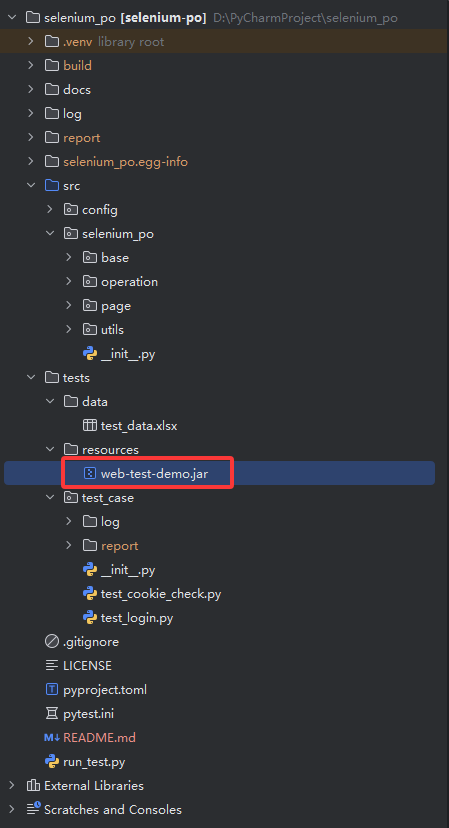 selenium_po [selenium-po] D:\PyCharmProject\selenium_po
.venv library root
build
docs
log
report
selenium_po.egg-info
src
config
selenium_po
base
operation
page
utils
__init__.py
tests
data
test_data.xlsx
resources
web-test-demo.jar
test_case
log
report
__init__.py
test_cookie_check.py
test_login.py
.gitignore
LICENSE
pyproject.toml
pytest.ini
M↓ README.md
run_test.py
External Libraries
Scratches and Consoles